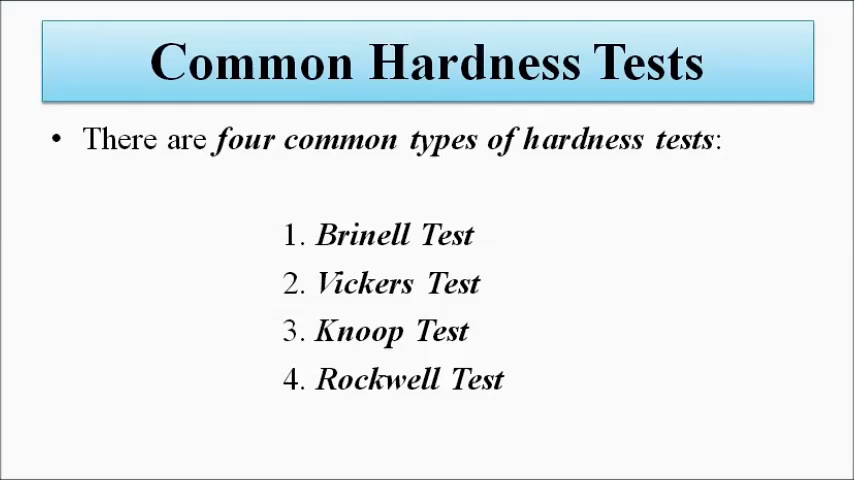 Common Hardness Tests
• There are four common types of hardness tests:
1. Brinell Test
2. Vickers Test
3. Knoop Test
4. Rockwell Test